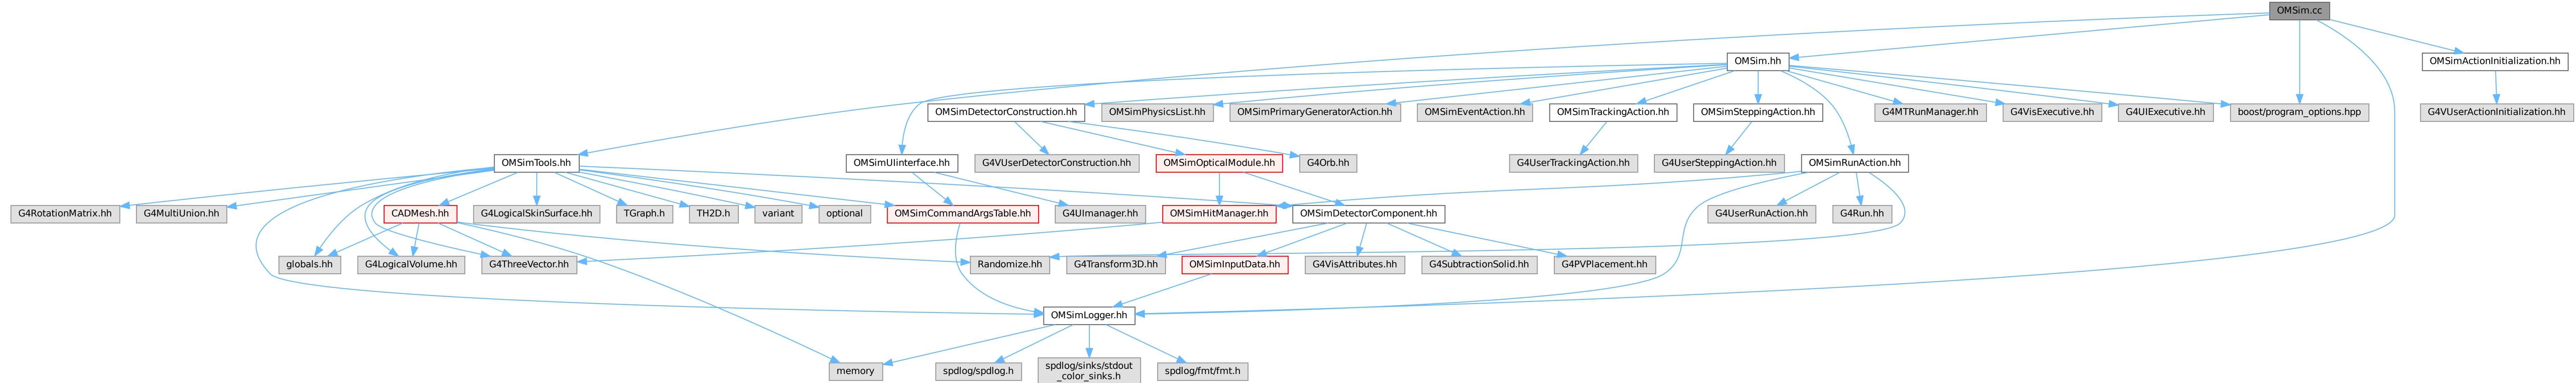 OMSim.cc
OMSim.hh
OMSimActionInitialization.hh
OMSimDetectorConstruction.hh
OMSimPhysicsList.hh
OMSimPrimaryGeneratorAction.hh
OMSimEventAction.hh
OMSimTrackingAction.hh
OMSimSteppingAction.hh
G4MTRunManager.hh
G4VisExecutive.hh
G4UIExecutive.hh
boost/program_options.hpp
G4VUserActionInitialization.hh
OMSimTools.hh
OMSimUIinterface.hh
G4VUserDetectorConstruction.hh
OMSimOpticalModule.hh
G4Orb.hh
G4UserTrackingAction.hh
G4UserSteppingAction.hh
OMSimRunAction.hh
G4RotationMatrix.hh
G4MultiUnion.hh
CADMesh.hh
G4LogicalSkinSurface.hh
TGraph.h
TH2D.h
variant
optional
OMSimCommandArgsTable.hh
G4UImanager.hh
OMSimHitManager.hh
OMSimDetectorComponent.hh
G4UserRunAction.hh
G4Run.hh
globals.hh
G4LogicalVolume.hh
G4ThreeVector.hh
Randomize.hh
G4Transform3D.hh
OMSimInputData.hh
G4VisAttributes.hh
G4SubtractionSolid.hh
G4PVPlacement.hh
OMSimLogger.hh
memory
spdlog/spdlog.h
spdlog/sinks/stdout
_color_sinks.h
spdlog/fmt/fmt.h